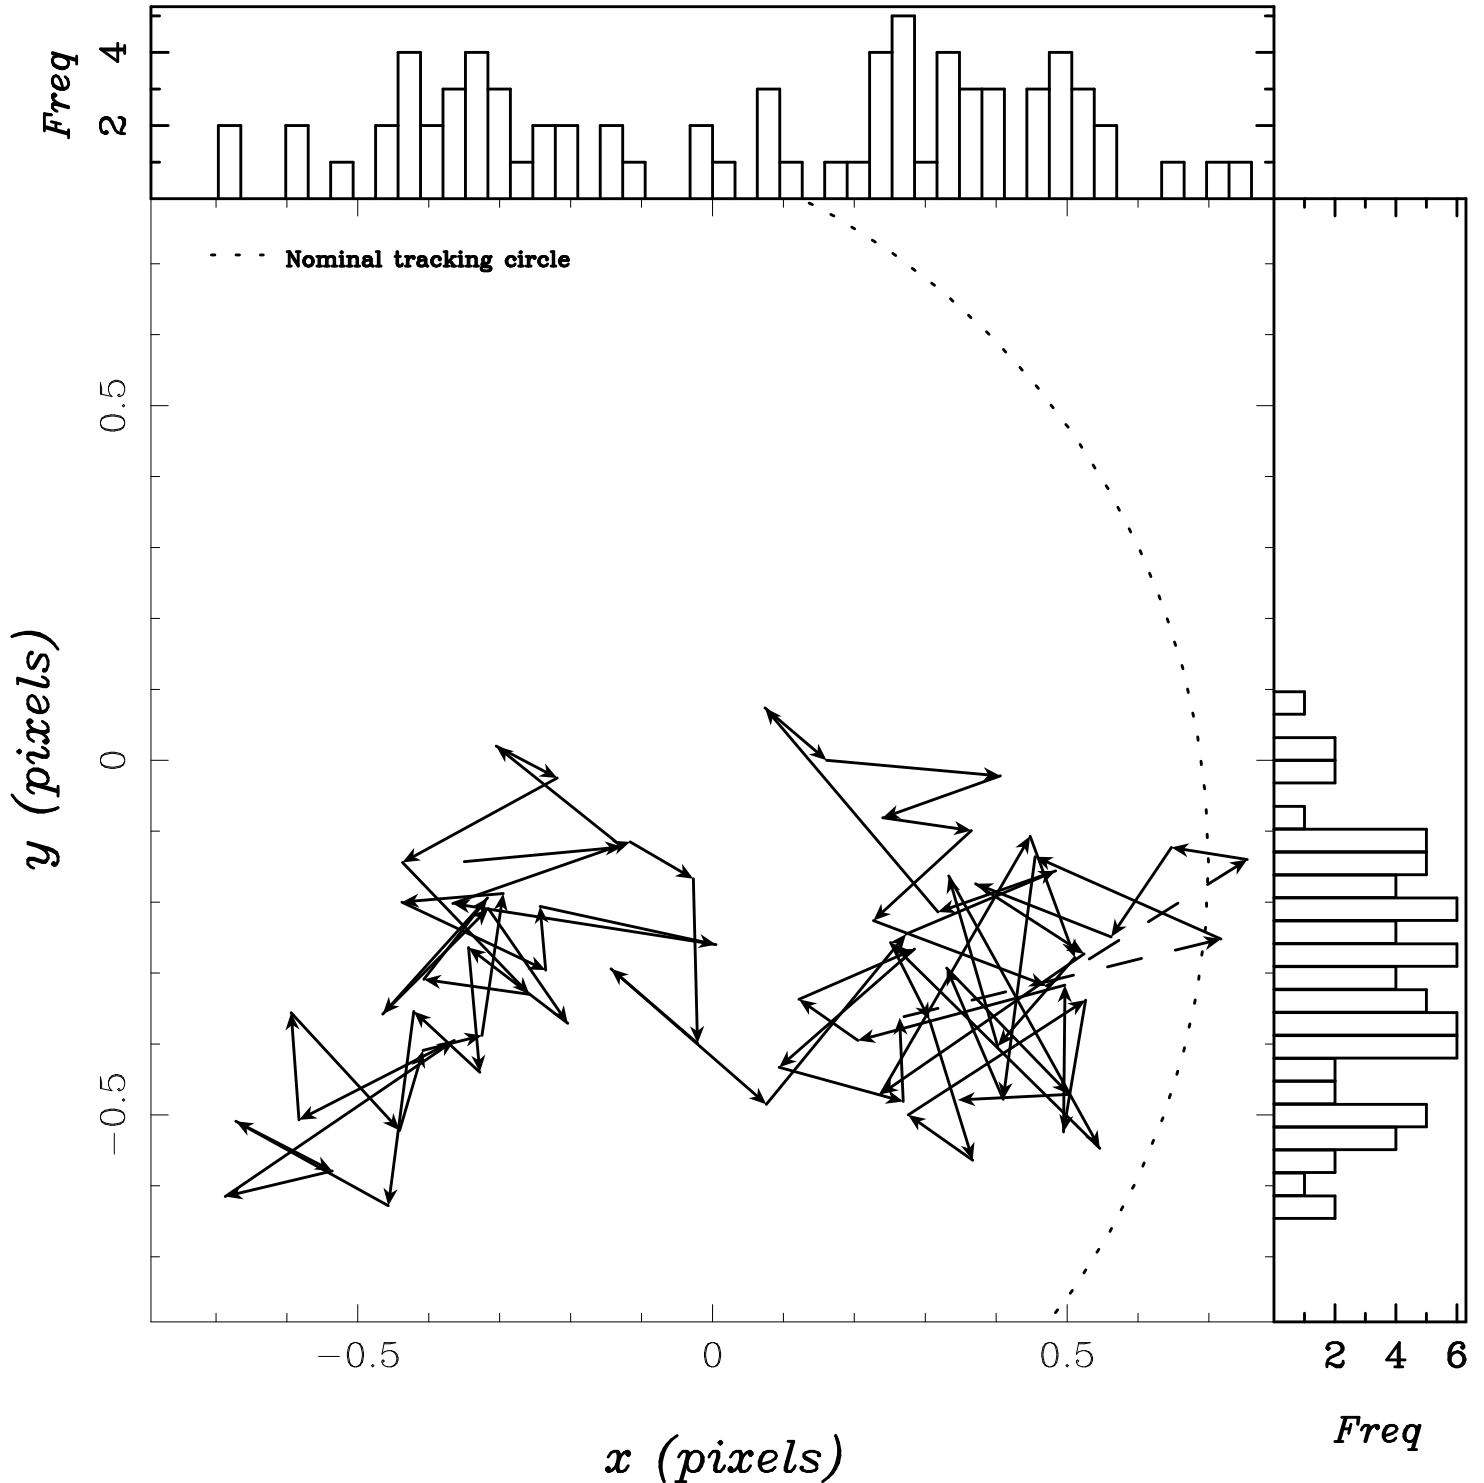 Freq
4
2
Nominal tracking circle
0.5
0
−0.5
y (pixels)
−0.5 0 0.5
2 4 6
Freq
x (pixels)